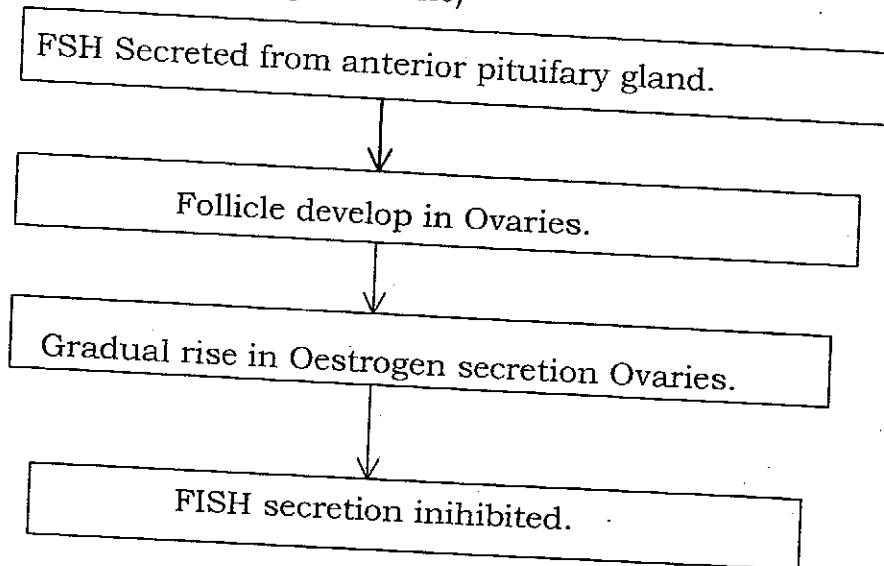 FSH Secreted from anterior pituifary gland.
Follicle develop in Ovaries.
Gradual rise in Oestrogen secretion Ovaries.
FISH secretion inihibited.